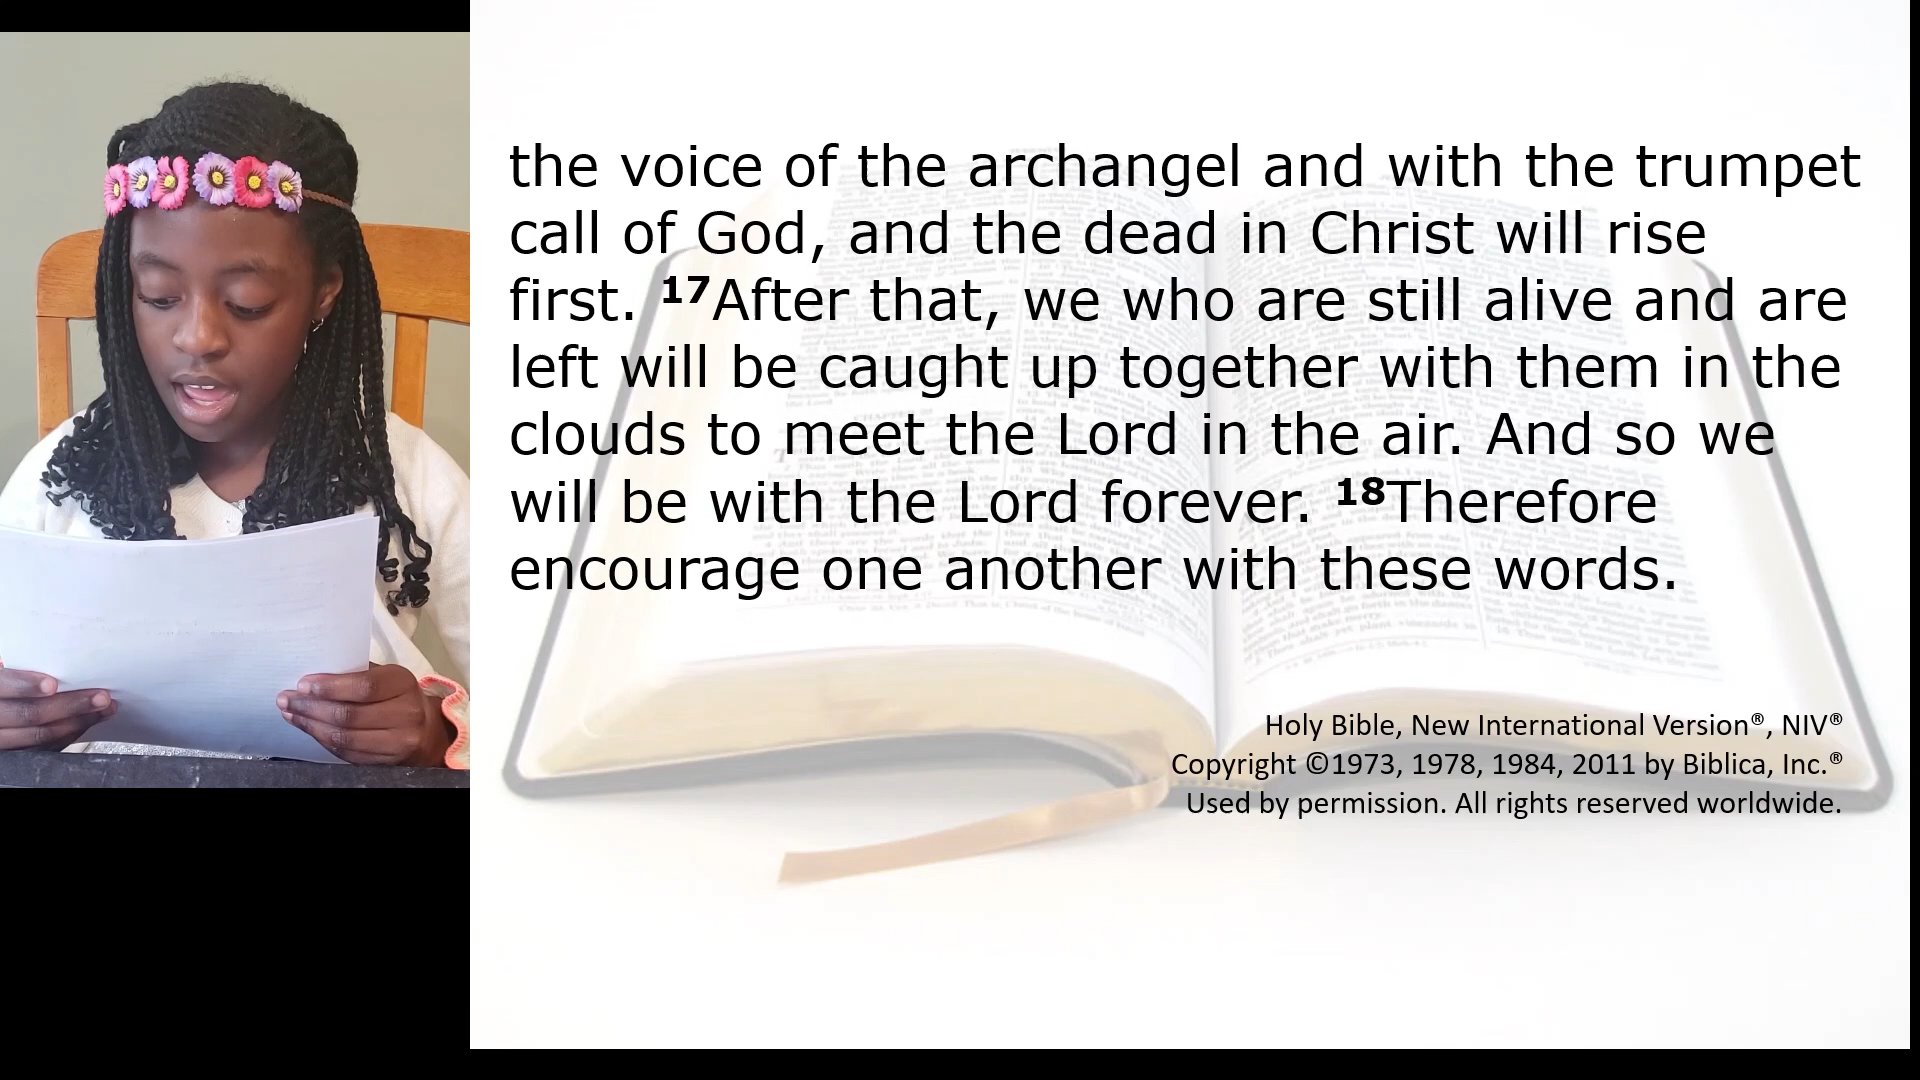 the voice of the archangel and with the trumpet
call of God, and the dead in Christ will rise
first. 17After that, we who are still alive and are
left will be caught up together with them in the
clouds to meet the Lord in the air. And so we
will be with the Lord forever. 18Therefore
encourage one another with these words.
Holy Bible, New International Version®, NIV®
Copyright ©1973, 1978, 1984, 2011 by Biblica, Inc.®
Used by permission. All rights reserved worldwide.